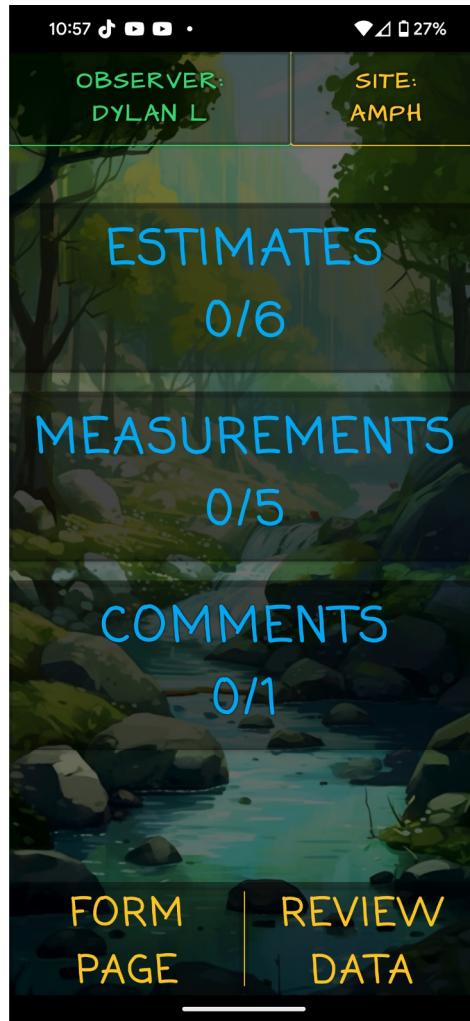 10:57 27%
OBSERVER:
DYLAN L
SITE:
AMPH
ESTIMATES
0/6
MEASUREMENTS
0/5
COMMENTS
0/1
FORM
PAGE
REVIEW
DATA